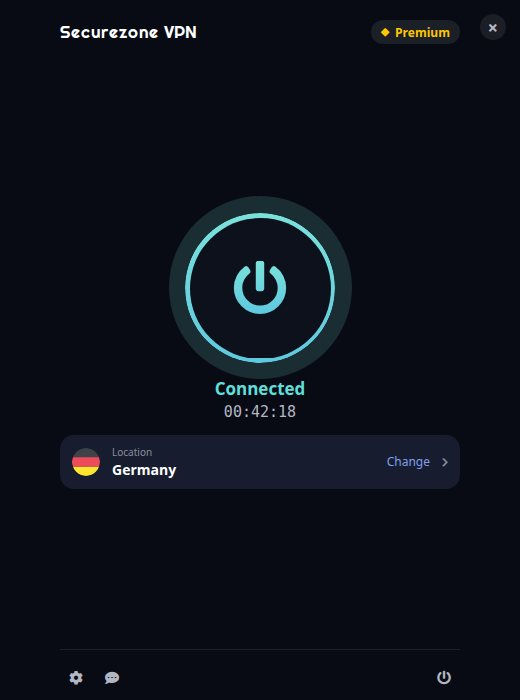 Securezone VPN
Premium
Connected
00:42:18
Location
Germany
Change